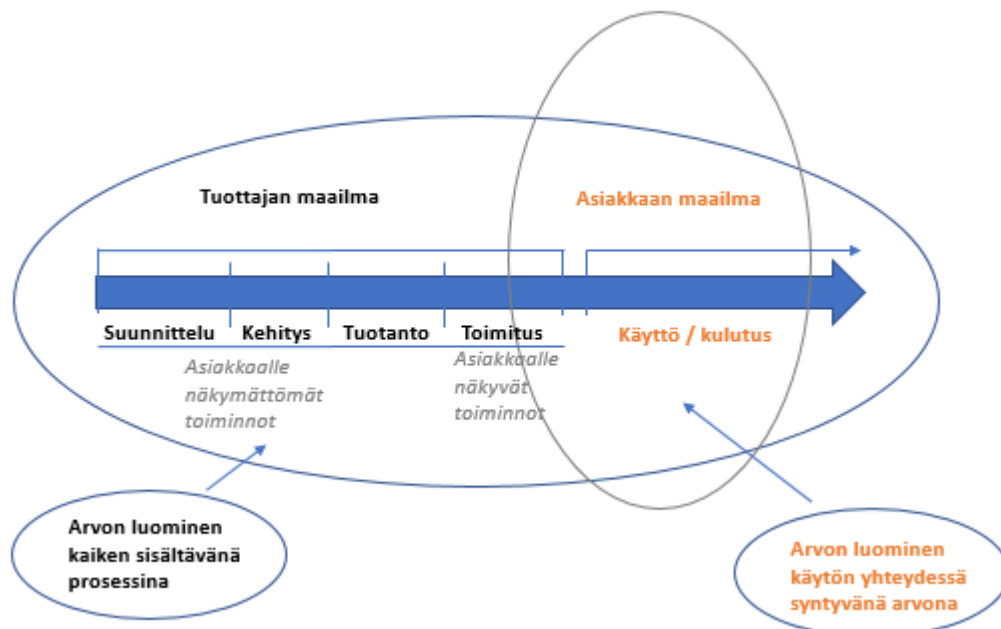 Tuottajan maailma
Asiakkaan maailma
Suunnittelu
Kehitys
Tuotanto
Toimitus
Käyttö / kulutus
Asiakkaalle
näkymättömät
toiminnot
Asiakkaalle
näkyvät
toiminnot
Arvon luominen
kaiken sisältävänä
prosessina
Arvon luominen
käytön yhteydessä
syntyvänä arvona